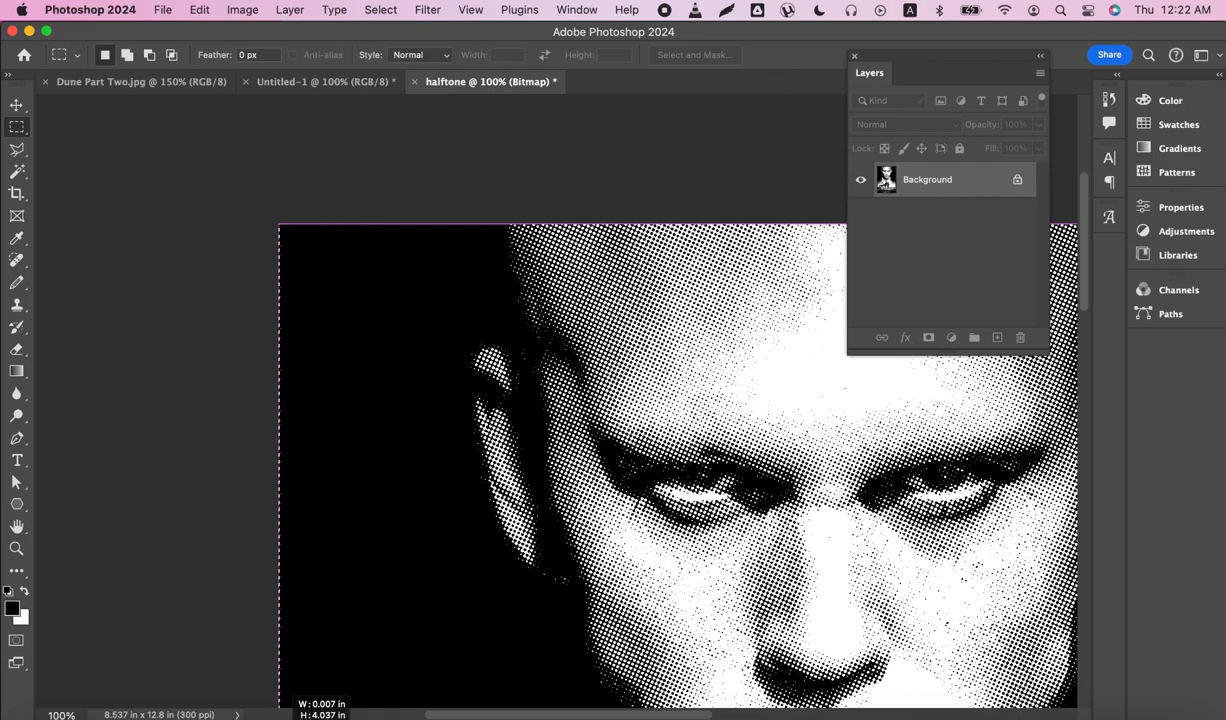 Photoshop 2024 File Edit Image Layer Type Select Filter View Plugins Window Help A Thu 12:22 AM
Adobe Photoshop 2024
Feather: 0 px Anti-alias Style: Normal Width: Height: Select and Mask... Share
Dune Part Two.jpg @ 150% (RGB/8) Untitled-1 @ 100% (RGB/8) * halftone @ 100% (Bitmap) *
Layers
Kind
Normal Opacity: 100%
Lock: Fill: 100%
Background
Color
Swatches
Gradients
Patterns
Properties
Adjustments
Libraries
Channels
Paths
W: 0.007 in
H: 4.037 in
100% 8.537 in x 12.8 in (300 ppi)